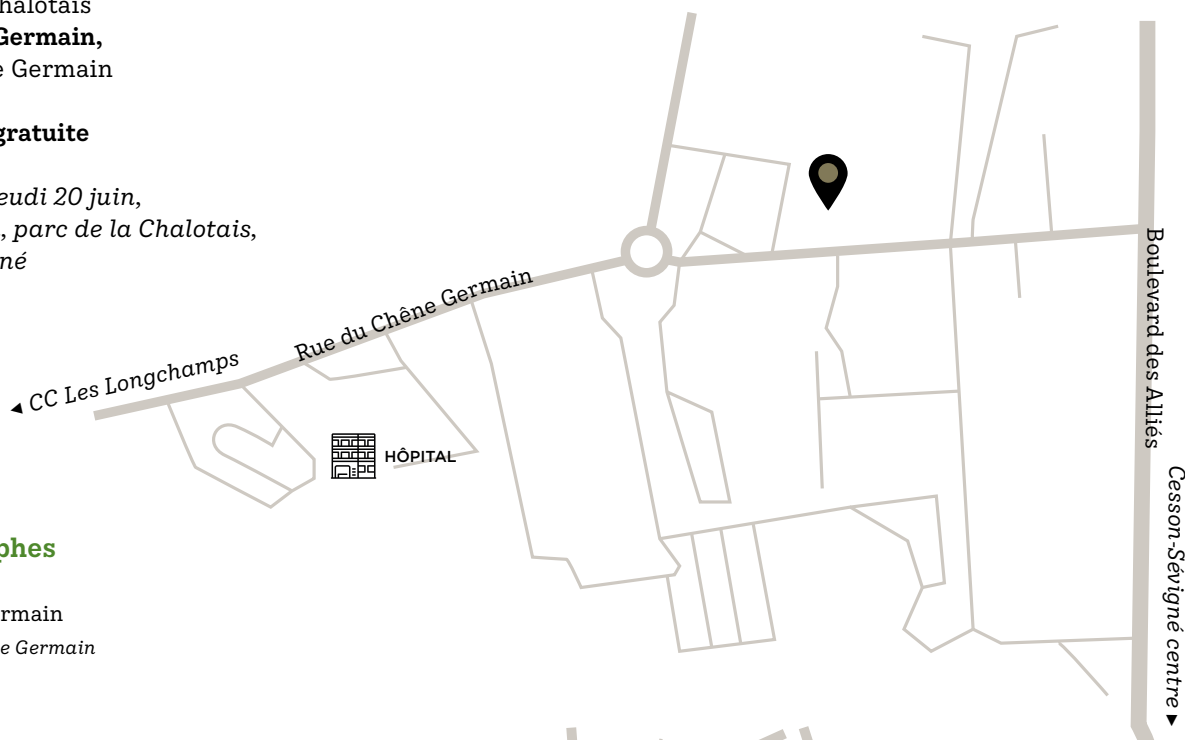 halotais
Germain,
e Germain
gratuite
eudi 20 juin,
, parc de la Chalotais,
né
Rue du Chêne Germain
◄ CC Les Longchamps
HÔPITAL
Boulevard des Alliés
Cesson-Sévigné centre ►
phes
rmain
e Germain